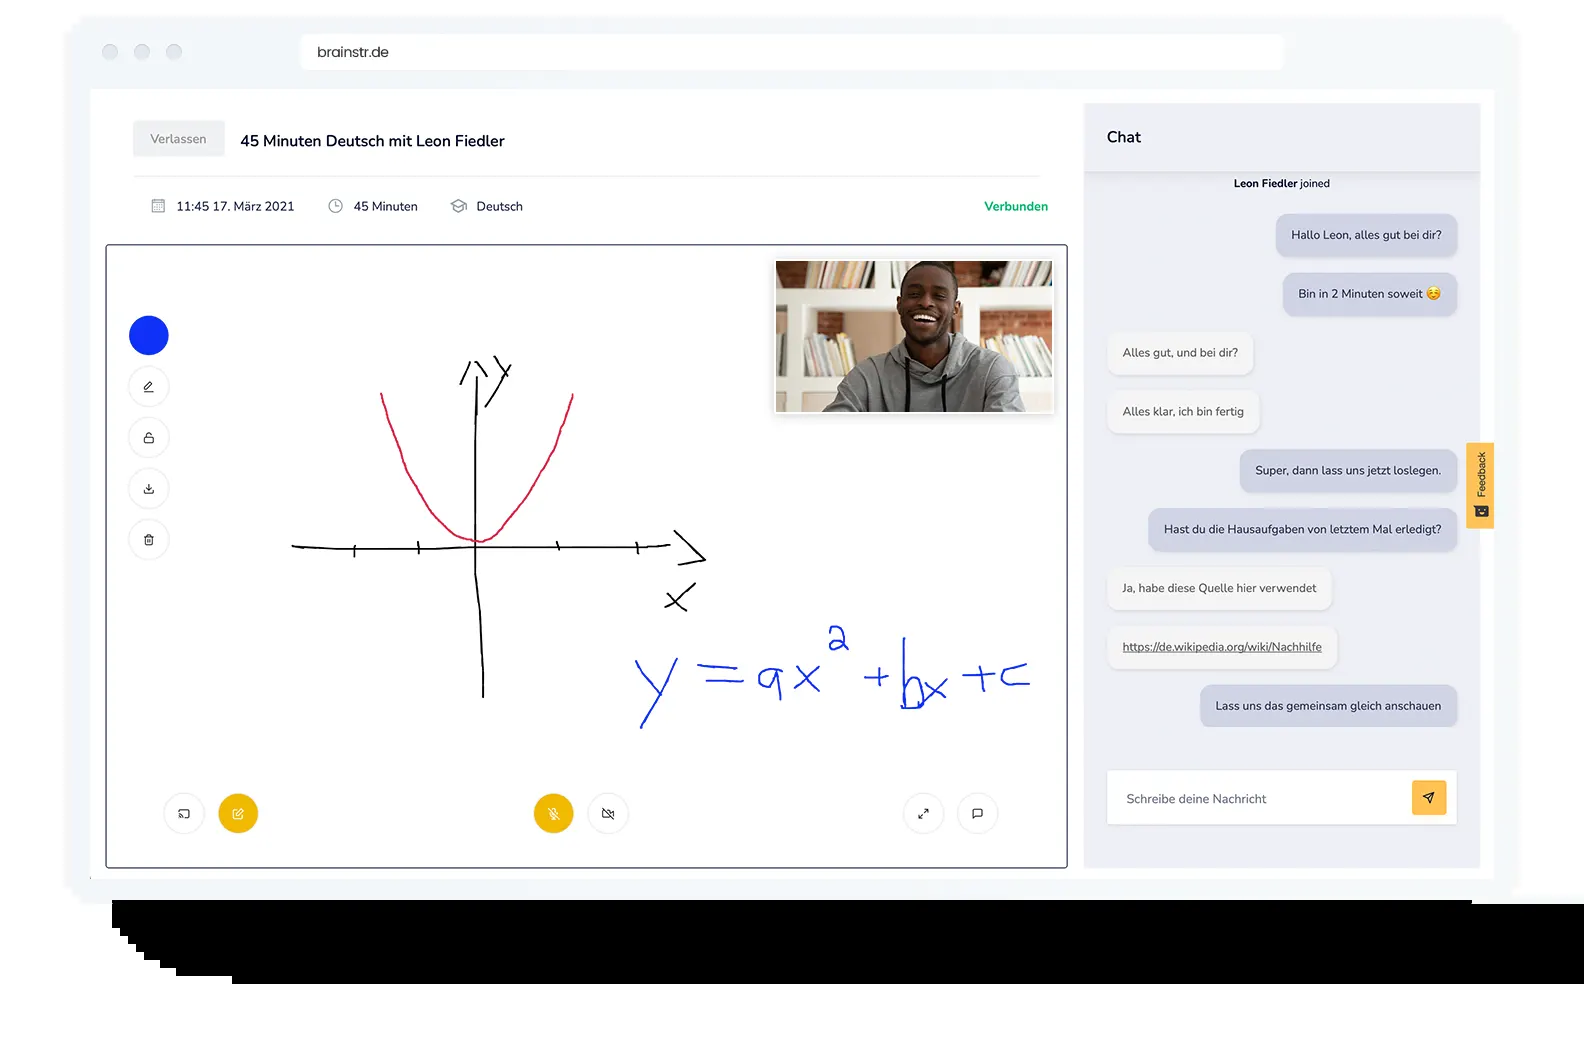 brainstr.de
Verlassen
45 Minuten Deutsch mit Leon Fiedler
11:45 17. März 2021
45 Minuten
Deutsch
Verbunden
y
x
y = ax² + bx + c
Chat
Leon Fiedler joined
Hallo Leon, alles gut bei dir?
Bin in 2 Minuten soweit ☺️
Alles gut, und bei dir?
Alles klar, ich bin fertig
Super, dann lass uns jetzt loslegen.
Hast du die Hausaufgaben von letztem Mal erledigt?
Ja, habe diese Quelle hier verwendet
https://de.wikipedia.org/wiki/Nachhilfe
Lass uns das gemeinsam gleich anschauen
Schreibe deine Nachricht
Feedback